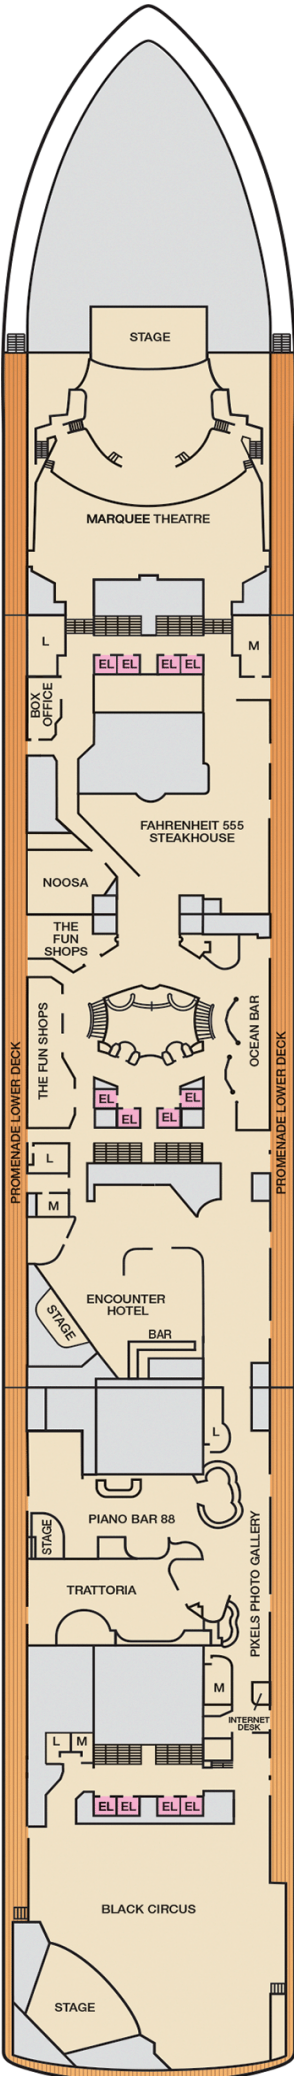 STAGE
MARQUEE THEATRE
L
M
EL EL EL EL
BOX
OFFICE
FAHRENHEIT 555
STEAKHOUSE
NOOSA
THE
FUN
SHOPS
THE FUN SHOPS
OCEAN BAR
PROMENADE LOWER DECK
PROMENADE LOWER DECK
EL EL
EL EL
L
M
ENCOUNTER
HOTEL
STAGE
BAR
L
PIANO BAR 88
STAGE
TRATTORIA
PIXELS PHOTO GALLERY
M
INTERNET
DESK
L M
EL EL EL EL
BLACK CIRCUS
STAGE